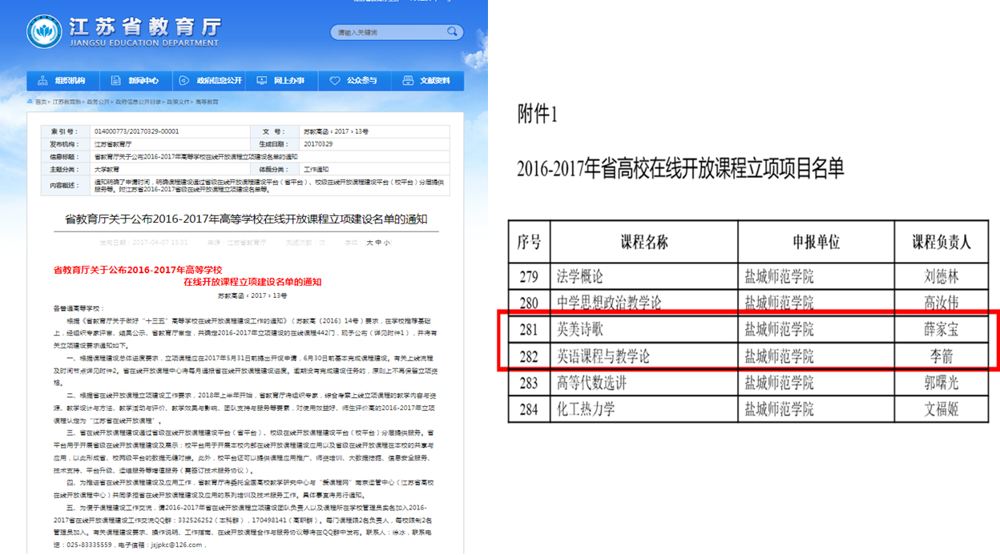 江苏省教育厅
JIANGSU EDUCATION DEPARTMENT
请输入关键词
组织机构 新闻中心 政府信息公开 网上办事 公众参与 文献资料
首页> 江苏教育新> 政务公开> 政府信息公开目录> 政策文件> 高等教育
索 引 号： 014000773/20170329-00001 文 号： 苏教高函﹝2017﹞13号
发布机构： 江苏省教育厅 生成日期： 20170329
信息标题： 省教育厅关于公布2016-2017年高等学校在线开放课程立项建设名单的通知
主题分类： 大学教育 体裁分类： 工作通知
内容概述： 通知明确了申请时间，明确课程建设通过省级在线开放课程建设平台（省平台）、校级在线开放课程建设平台（校平台）分层提供
服务等。附江苏省2016-2017省级在线开放课程立项建设名单等。
省教育厅关于公布2016-2017年高等学校在线开放课程立项建设名单的通知
发布日期：2017-04-07 15:31 来源：江苏省教育厅 浏览次数：次 字体：[大 中 小]
省教育厅关于公布2016-2017年高等学校
在线开放课程立项建设名单的通知
苏教高函﹝2017﹞13号
各普通高等学校：
根据《省教育厅关于做好“十三五”高等学校在线开放课程建设工作的通知》（苏教高〔2016〕14号）要求，在学校推荐基础
上，经组织专家评审、结果公示、省教育厅审定，共确定2016-2017年立项建设的在线课程442门，现予公布（详见附件1），并将有
关立项建设要求通知如下。
一、根据课程建设总体进度要求，立项课程应在2017年5月31日前提出开设申请，6月30日前基本完成课程建设。有关上线流程
及时间节点详见附件2。省在线开放课程中心将每月通报省在线开放课程建设进度。逾期没有完成建设任务的，原则上不再保留立项资
格。
二、根据省在线开放课程立项建设工作要求，2018年上半年开始，省教育厅将组织专家，综合考察上线立项课程的教学内容与资
源、教学设计与方法、教学活动与评价、教学效果与影响、团队支持与服务等要素，对使用效益好、师生评价高的2016-2017年立项
课程认定为“江苏省在线开放课程”。
三、省在线开放课程通过省级在线开放课程建设平台（省平台）、校级在线开放课程建设平台（校平台）分层提供服务。省
平台用于开展省级在线开放课程建设及展示；校平台用于开展本校内部在线开放课程建设应用以及省级在线开放课程在本校的共享与
应用，以此形成省、校两级平台的数据无缝对接。此外，校平台还可以提供课程应用推广、师资培训、大数据挖掘、信息安全服务、
技术支持、平台升级、运维服务等增值服务（需签订技术服务协议）。
四、为推进省在线开放课程建设及应用工作，省教育厅将委托全国高校教学研究中心与“爱课程网”南京运管中心（江苏省高校
在线开放课程中心）共同承担省在线开放课程建设及应用的系列培训及技术服务工作。具体事宜将另行通知。
五、为便于课程建设工作交流，请2016-2017年省在线开放课程立项建设团队负责人以及课程所在学校管理员实名加入2016-
2017省在线开放课程建设工作交流QQ群：332526252（本科群），170498141（高职群）。每门课程限2名负责人，每校限制2名
管理员加入。有关课程建设要求、操作说明、工作指南、在线开放课程合作与服务协议等将在QQ群中发布。联系人：徐冰，联系电
话：025-83335559，电子信箱：jsjpkc@126.com，
附件1
2016-2017年省高校在线开放课程立项项目名单
序号 课程名称 申报单位 课程负责人
279 法学概论 盐城师范学院 刘德林
280 中学思想政治教学论 盐城师范学院 高汝伟
281 英美诗歌 盐城师范学院 薛家宝
282 英语课程与教学论 盐城师范学院 李箭
283 高等代数选讲 盐城师范学院 郭曙光
284 化工热力学 盐城师范学院 文福姬